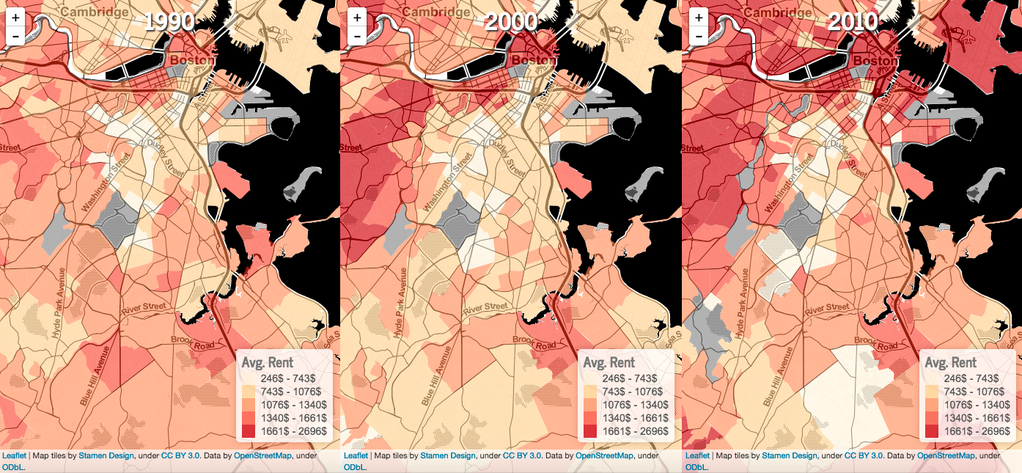 +
−
Cambridge
1990
Boston
Street
Dudley Street
Washington Street
Hyde Park Avenue
River Street
Brook Road
Blue Hill Avenue
Avg. Rent
246$ - 743$
743$ - 1076$
1076$ - 1340$
1340$ - 1661$
1661$ - 2696$
Leaflet | Map tiles by Stamen Design, under CC BY 3.0. Data by OpenStreetMap, under
ODbL.
+
−
Cambridge
2000
Boston
Dudley Street
Washington Street
Hyde Park Avenue
River Street
Brook Road
Blue Hill Avenue
Avg. Rent
246$ - 743$
743$ - 1076$
1076$ - 1340$
1340$ - 1661$
1661$ - 2696$
Leaflet | Map tiles by Stamen Design, under CC BY 3.0. Data by OpenStreetMap, under
ODbL.
+
−
Cambridge
2010
Boston
Street
Dudley Street
Washington Street
Hyde Park Avenue
River Street
Brook Road
Blue Hill Avenue
Avg. Rent
246$ - 743$
743$ - 1076$
1076$ - 1340$
1340$ - 1661$
1661$ - 2696$
Leaflet | Map tiles by Stamen Design, under CC BY 3.0. Data by OpenStreetMap, under
ODbL.